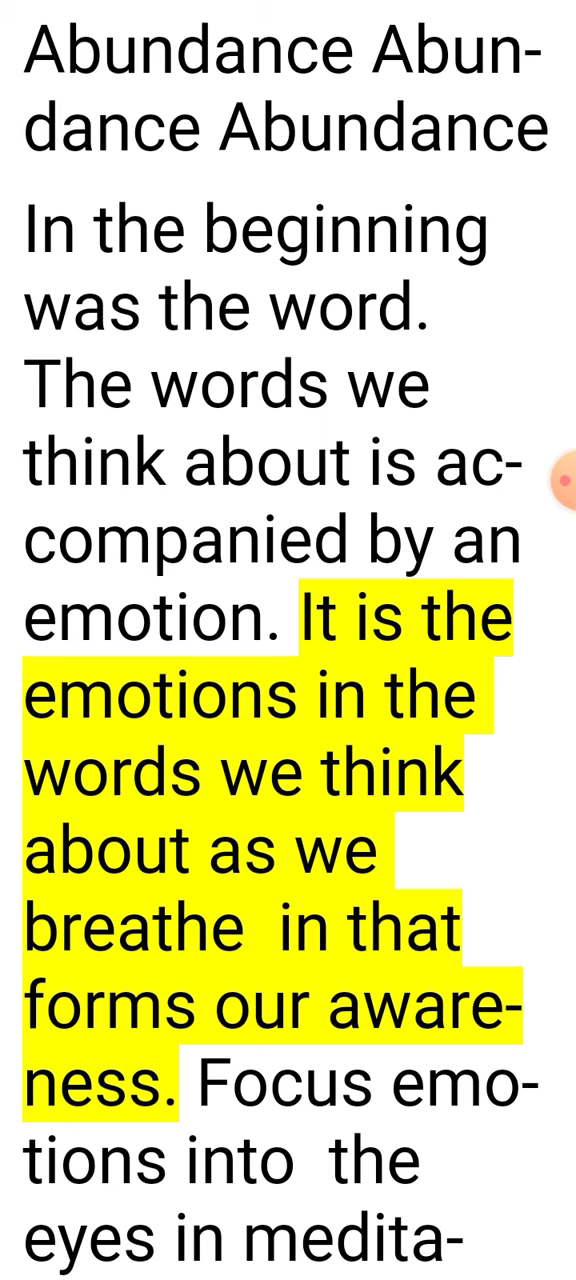 Abundance Abun-
dance Abundance
In the beginning
was the word.
The words we
think about is ac-
companied by an
emotion. It is the
emotions in the
words we think
about as we
breathe  in that
forms our aware-
ness. Focus emo-
tions into  the
eyes in medita-